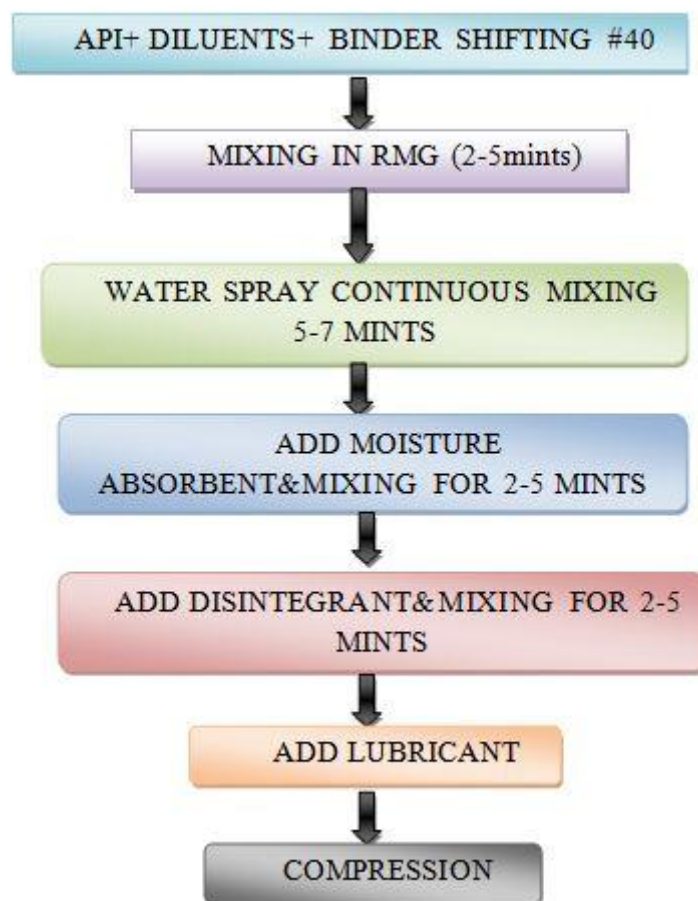 API+ DILUENTS+ BINDER SHIFTING #40
MIXING IN RMG (2-5mints)
WATER SPRAY CONTINUOUS MIXING
5-7 MINTS
ADD MOISTURE
ABSORBENT&MIXING FOR 2-5 MINTS
ADD DISINTEGRANT&MIXING FOR 2-5
MINTS
ADD LUBRICANT
COMPRESSION